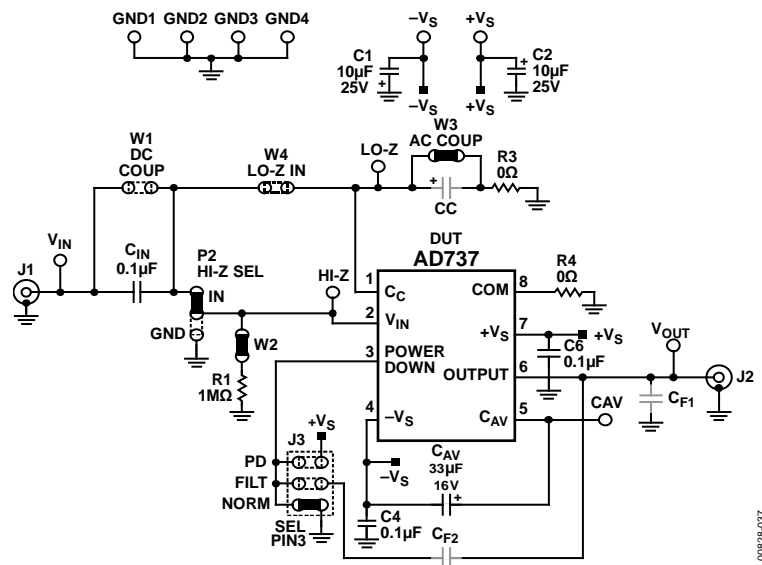 GND1 GND2 GND3 GND4
–VS +VS
C1
10µF
25V
C2
10µF
25V
–VS +VS
W1
DC
COUP
W4
LO-Z IN
LO-Z
W3
AC COUP
R3
0Ω
CC
VIN
J1
CIN
0.1µF
P2
HI-Z SEL
IN
GND
HI-Z
W2
R1
1MΩ
DUT
AD737
1 CC
2 VIN
3 POWER
DOWN
4 –VS
COM 8
+VS 7
OUTPUT 6
CAV 5
R4
0Ω
+VS
C6
0.1µF
VOUT
J2
CAV
CF1
+VS
J3
PD
FILT
NORM
SEL
PIN3
–VS
CAV
33µF
16V
C4
0.1µF
CF2
00828-037